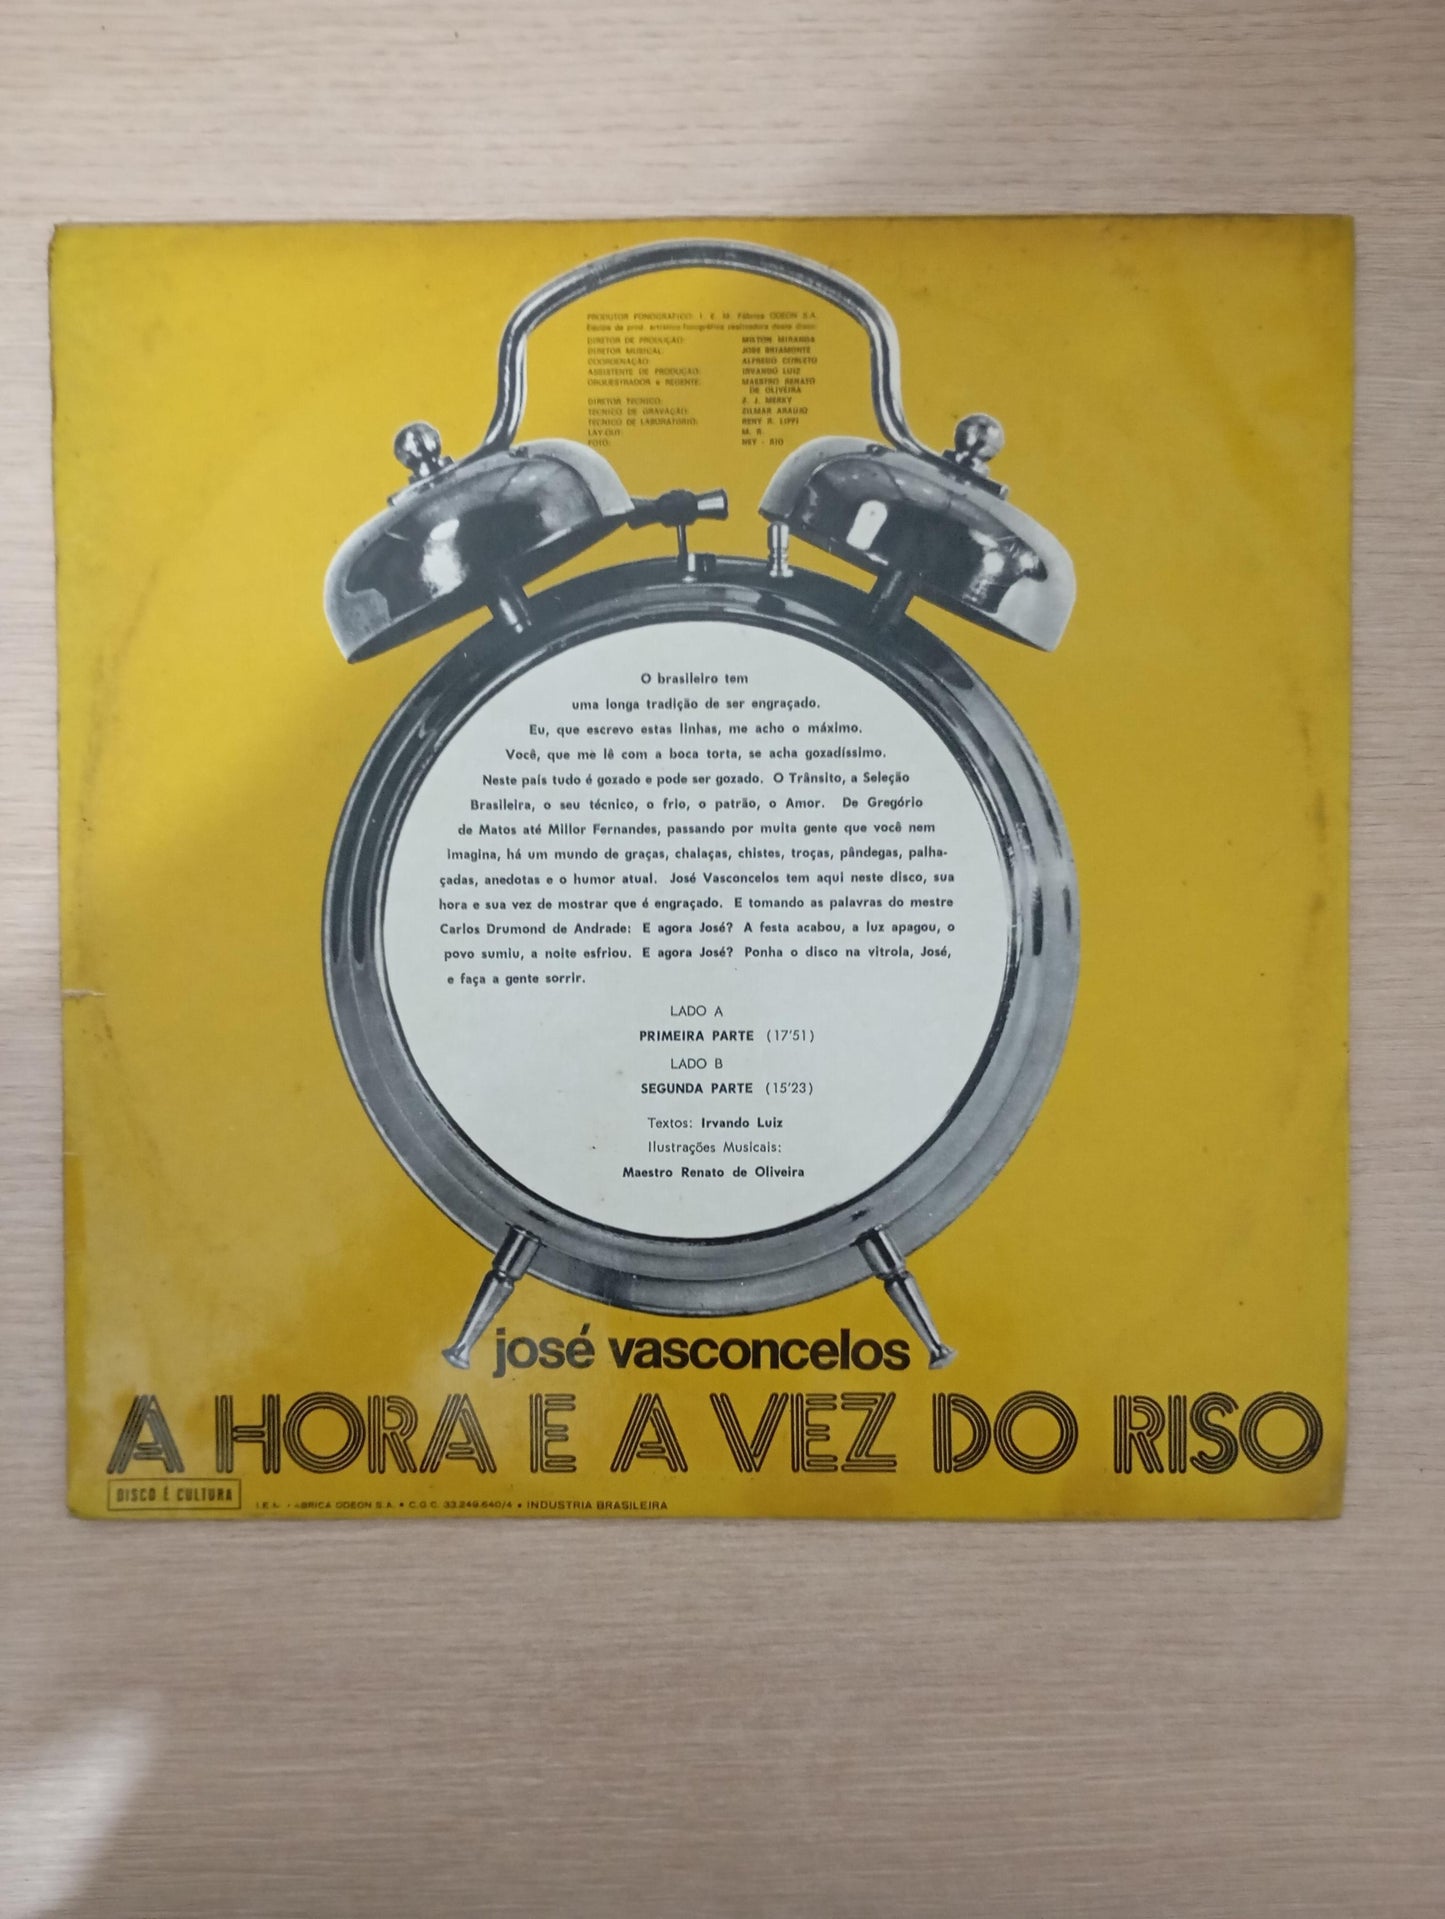 PRODUTOR FONOGRÁFICO: I. E. M. Fábrica ODEON S.A.
Equipe de prod. artístico-fonográfica realizadora deste disco:
DIRETOR DE PRODUÇÃO: MILTON MIRANDA
DIRETOR MUSICAL: JOSÉ BRIAMONTE
COORDENAÇÃO: ALFREDO CORLETO
ASSISTENTE DE PRODUÇÃO: IRVANDO LUIZ
ORQUESTRADOR e REGENTE: MAESTRO RENATO
DE OLIVEIRA
DIRETOR TÉCNICO: Z. J. MERKY
TÉCNICO DE GRAVAÇÃO: ZILMAR ARAUJO
TÉCNICO DE LABORATÓRIO: RENY R. LIPPI
LAY-OUT: M. R.
FOTO: NEY - RIO
O brasileiro tem
uma longa tradição de ser engraçado.
Eu, que escrevo estas linhas, me acho o máximo.
Você, que me lê com a boca torta, se acha gozadíssimo.
Neste país tudo é gozado e pode ser gozado. O Trânsito, a Seleção
Brasileira, o seu técnico, o frio, o patrão, o Amor. De Gregório
de Matos até Millor Fernandes, passando por muita gente que você nem
imagina, há um mundo de graças, chalaças, chistes, troças, pândegas, palha-
çadas, anedotas e o humor atual. José Vasconcelos tem aqui neste disco, sua
hora e sua vez de mostrar que é engraçado. E tomando as palavras do mestre
Carlos Drumond de Andrade: E agora José? A festa acabou, a luz apagou, o
povo sumiu, a noite esfriou. E agora José? Ponha o disco na vitrola, José,
e faça a gente sorrir.
LADO A
PRIMEIRA PARTE (17'51)
LADO B
SEGUNDA PARTE (15'23)
Textos: Irvando Luiz
Ilustrações Musicais:
Maestro Renato de Oliveira
josé vasconcelos
A HORA E A VEZ DO RISO
DISCO É CULTURA
FABRICA ODEON S.A. • C.G.C. 33.249.640/4 • INDUSTRIA BRASILEIRA